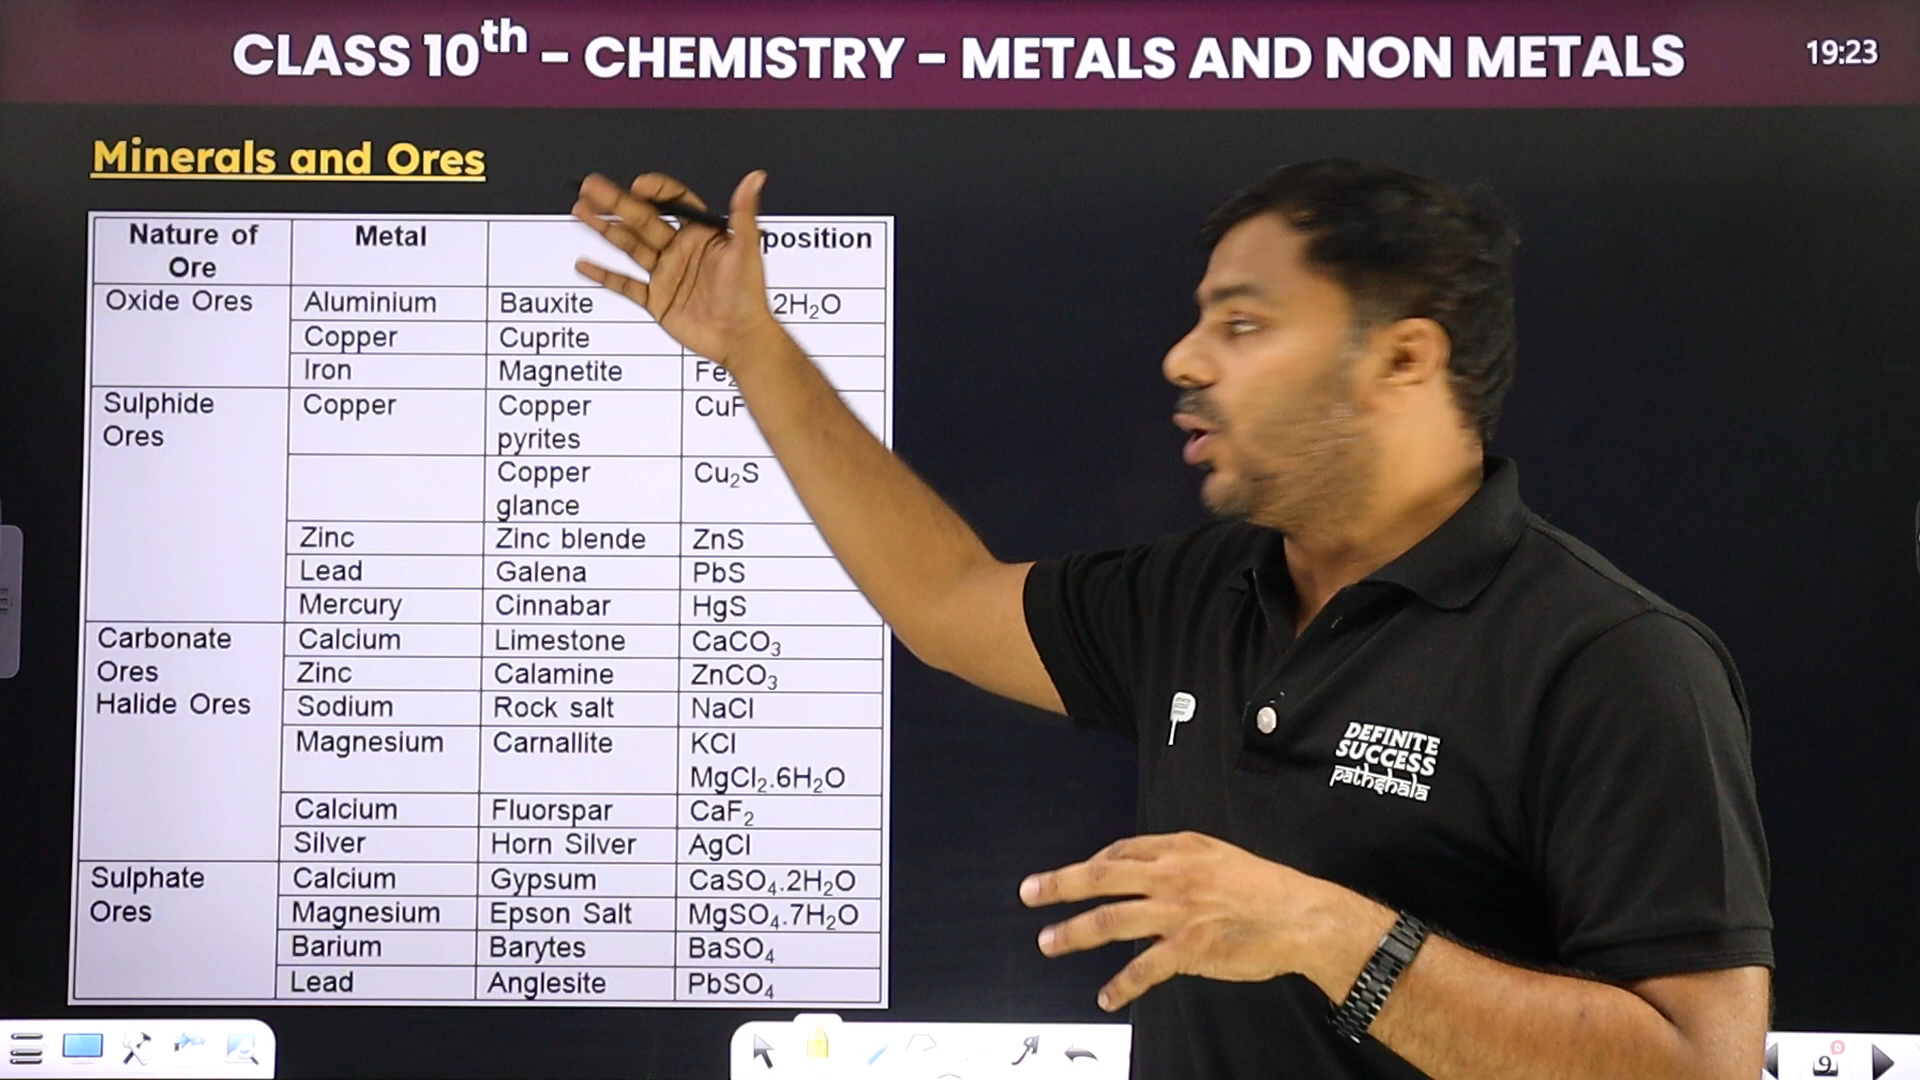 CLASS 10th - CHEMISTRY - METALS AND NON METALS
19:23
Minerals and Ores
Nature of Ore Metal position
Oxide Ores Aluminium Bauxite 2H₂O
Copper Cuprite
Iron Magnetite Fe₂
Sulphide Ores Copper Copper pyrites CuF
Copper glance Cu₂S
Zinc Zinc blende ZnS
Lead Galena PbS
Mercury Cinnabar HgS
Carbonate Ores Calcium Limestone CaCO₃
Zinc Calamine ZnCO₃
Halide Ores Sodium Rock salt NaCl
Magnesium Carnallite KCl MgCl₂.6H₂O
Calcium Fluorspar CaF₂
Silver Horn Silver AgCl
Sulphate Ores Calcium Gypsum CaSO₄.2H₂O
Magnesium Epson Salt MgSO₄.7H₂O
Barium Barytes BaSO₄
Lead Anglesite PbSO₄
DEFINITE
SUCCESS
pathshala
9
0